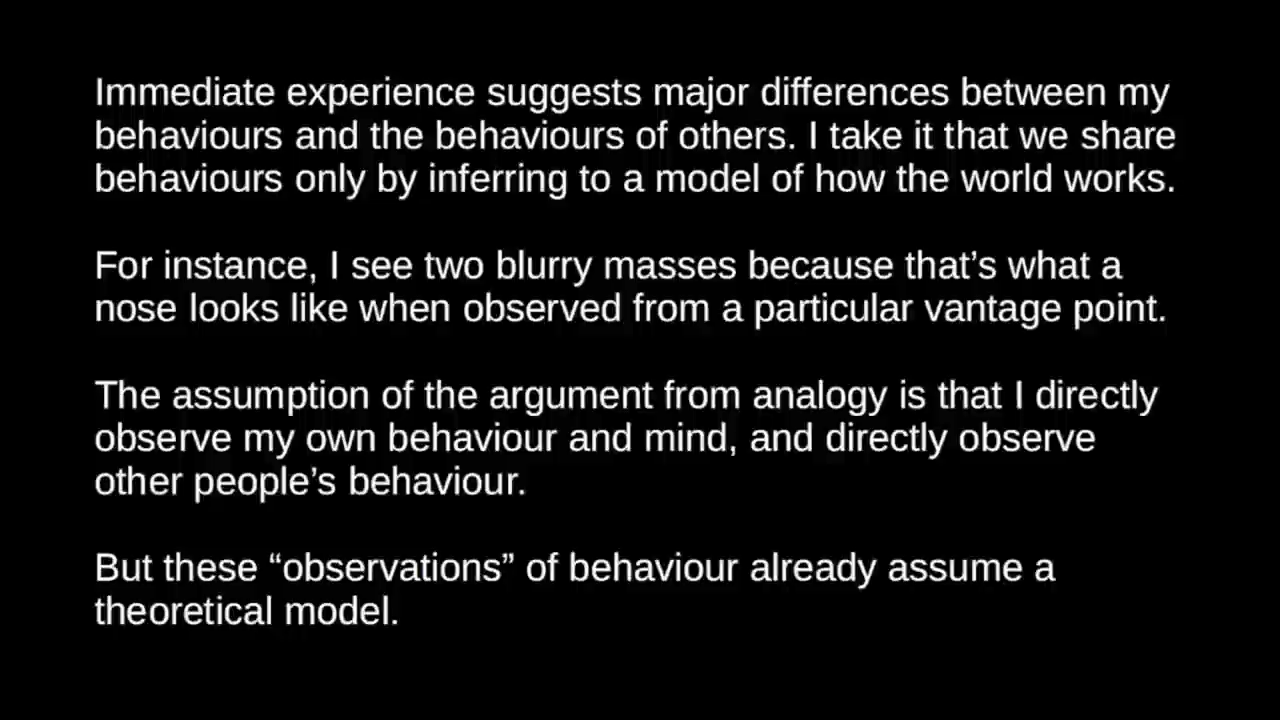 Immediate experience suggests major differences between my
behaviours and the behaviours of others. I take it that we share
behaviours only by inferring to a model of how the world works.
For instance, I see two blurry masses because that’s what a
nose looks like when observed from a particular vantage point.
The assumption of the argument from analogy is that I directly
observe my own behaviour and mind, and directly observe
other people’s behaviour.
But these “observations” of behaviour already assume a
theoretical model.